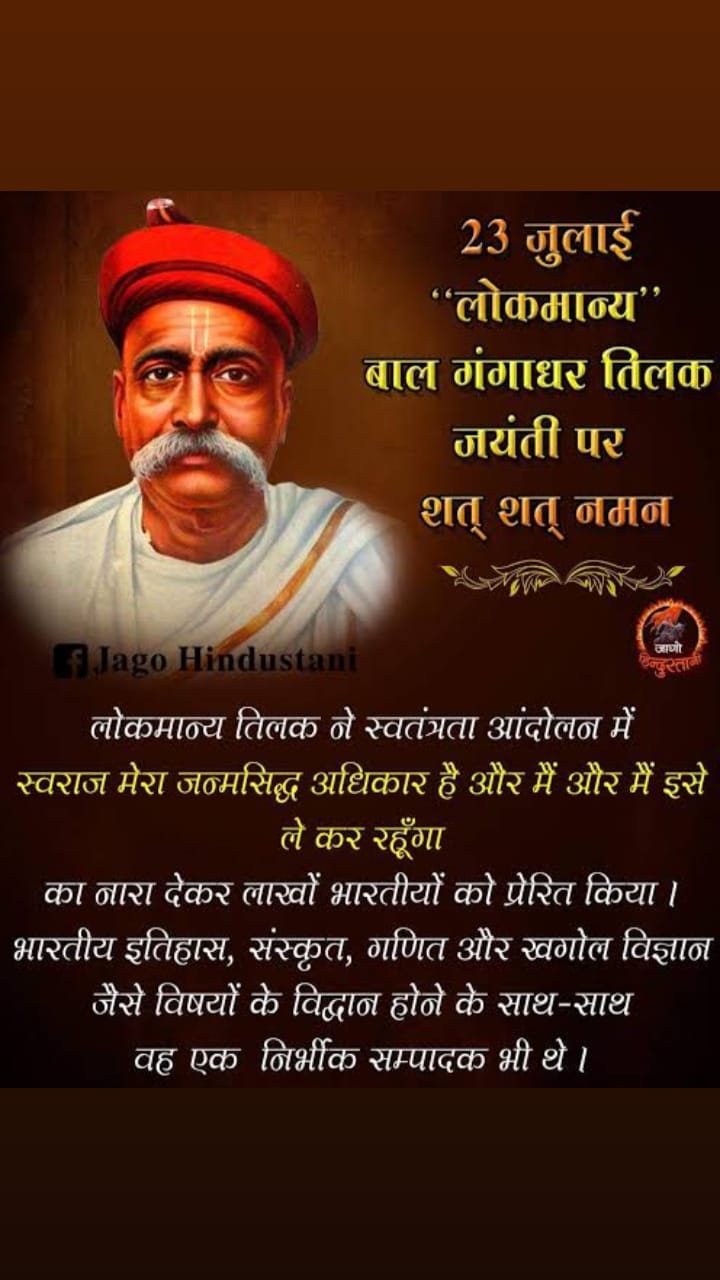 23 जुलाई
“लोकमान्य”
बाल गंगाधर तिलक
जयंती पर
शत् शत् नमन
Jago Hindustani
जागो
हिन्दुस्तानी
लोकमान्य तिलक ने स्वतंत्रता आंदोलन में
स्वराज मेरा जन्मसिद्ध अधिकार है और मैं और मैं इसे
ले कर रहूँगा
का नारा देकर लाखों भारतीयों को प्रेरित किया ।
भारतीय इतिहास, संस्कृत, गणित और खगोल विज्ञान
जैसे विषयों के विद्वान होने के साथ-साथ
वह एक निर्भीक सम्पादक भी थे ।